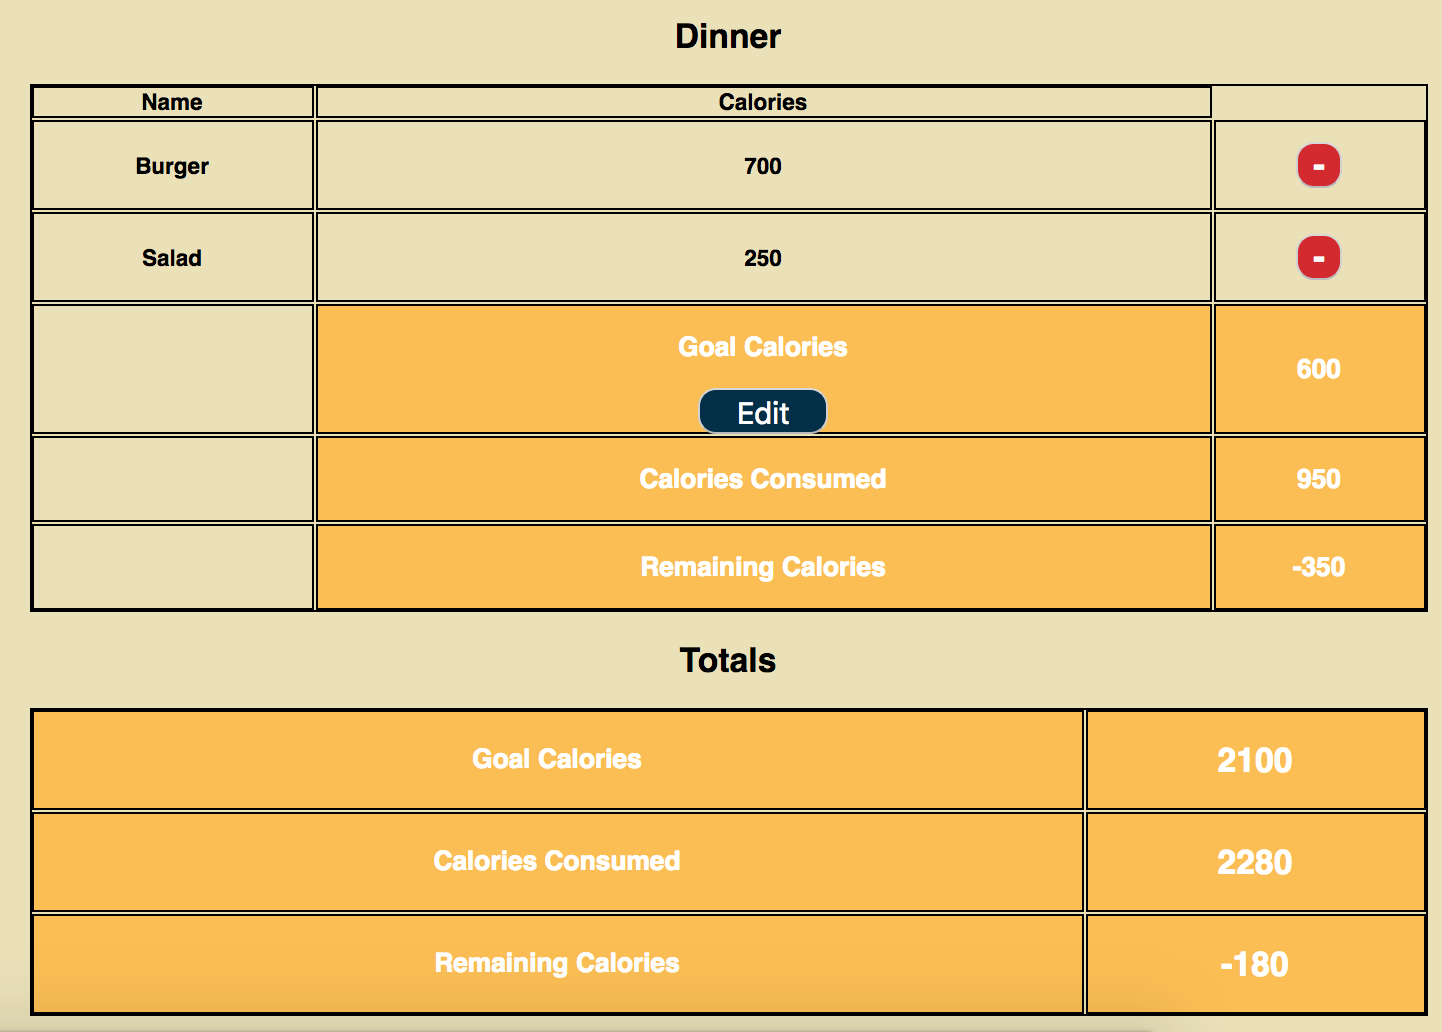 Dinner
Name Calories
Burger 700 -
Salad 250 -
Goal Calories 600
Edit
Calories Consumed 950
Remaining Calories -350
Totals
Goal Calories 2100
Calories Consumed 2280
Remaining Calories -180